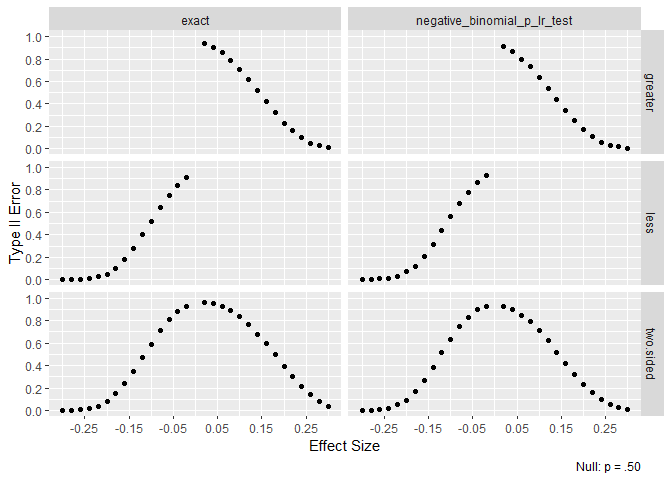 exact
negative_binomial_p_lr_test
Type II Error
1.0
0.8
0.6
0.4
0.2
0.0
greater
1.0
0.8
0.6
0.4
0.2
0.0
less
1.0
0.8
0.6
0.4
0.2
0.0
two.sided
-0.25 -0.15 -0.05 0.05 0.15 0.25
-0.25 -0.15 -0.05 0.05 0.15 0.25
Effect Size
Null: p = .50